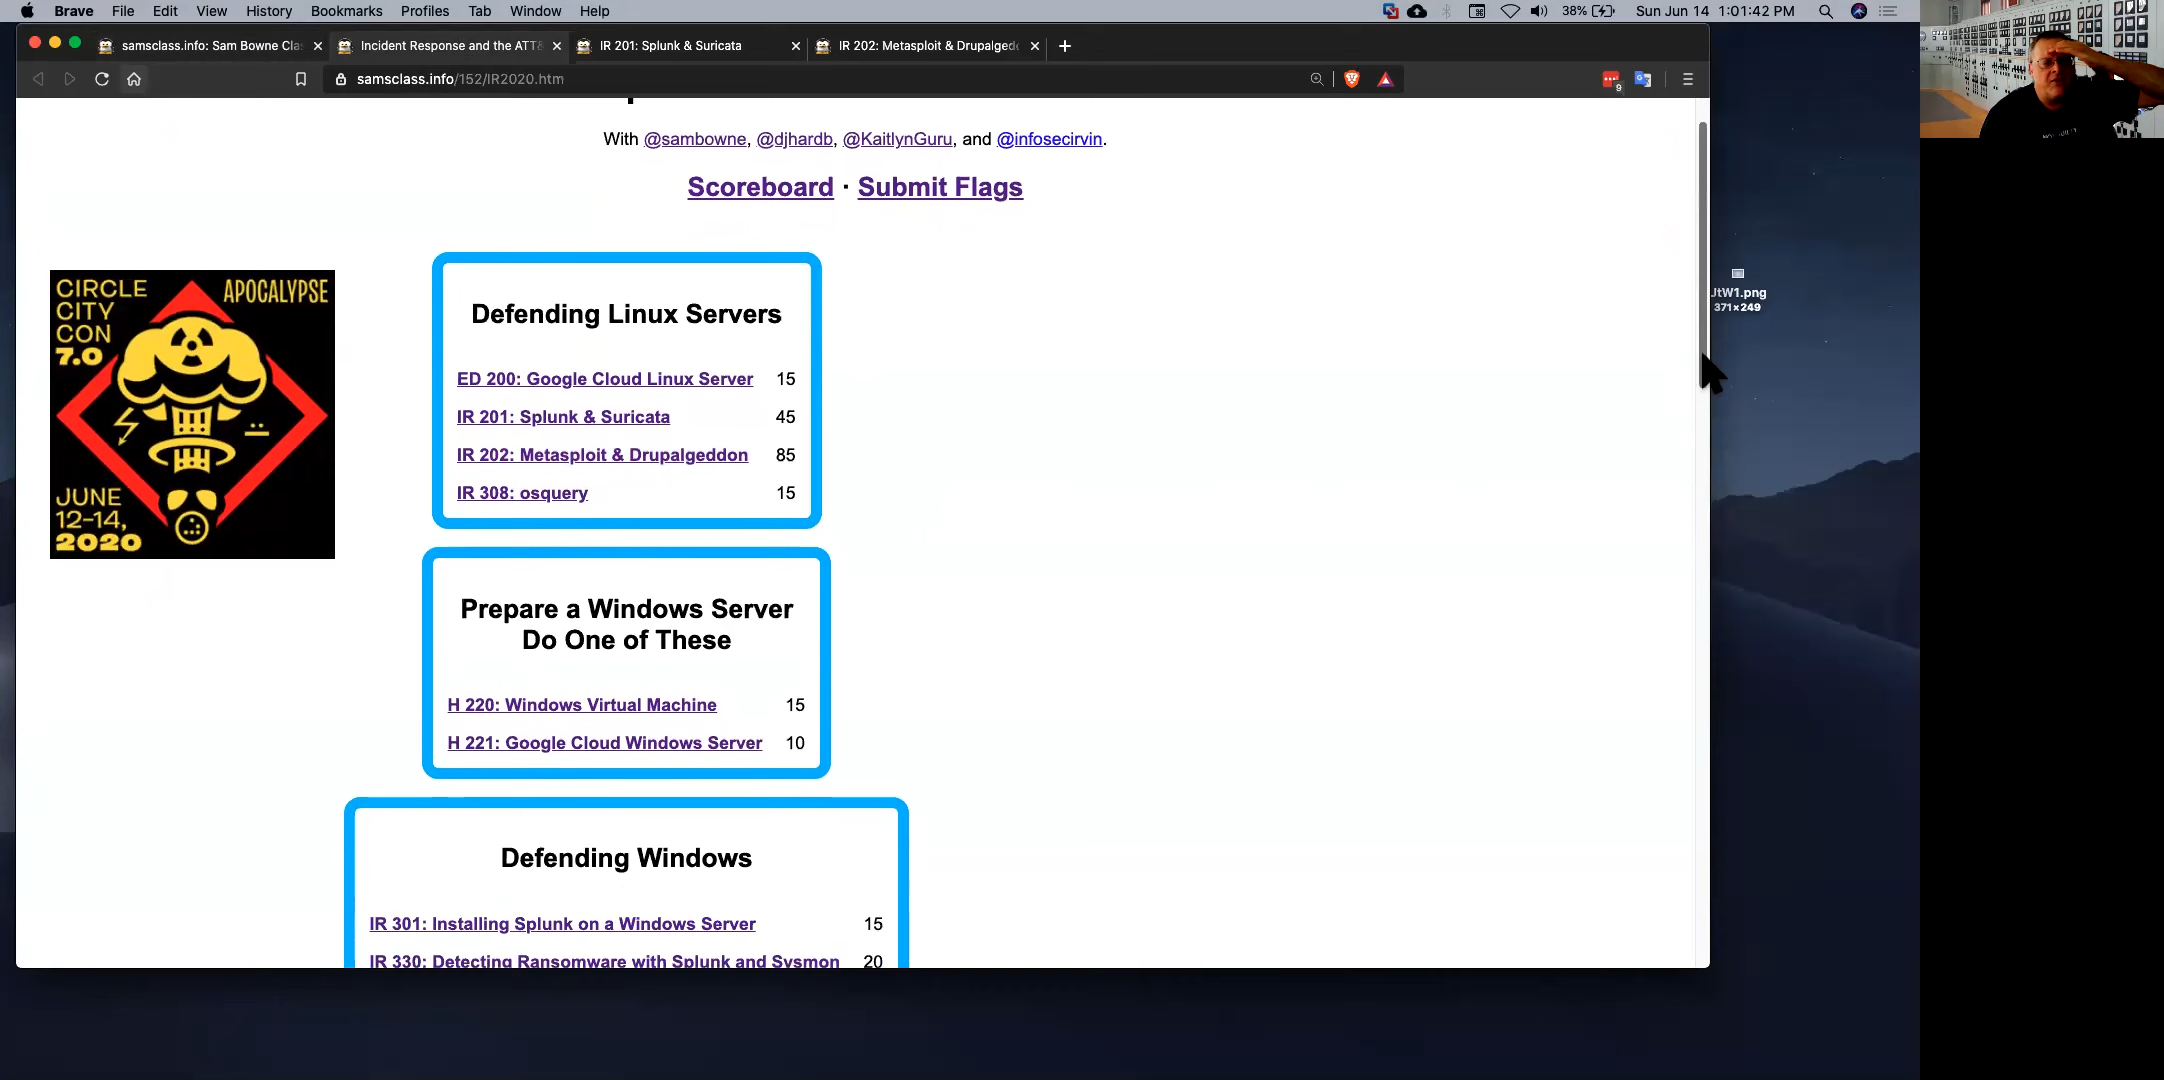 Brave File Edit View History Bookmarks Profiles Tab Window Help 38% Sun Jun 14 1:01:42 PM
samsclass.info: Sam Bowne Cla
Incident Response and the ATT&
IR 201: Splunk & Suricata
IR 202: Metasploit & Drupalgedd
samsclass.info/152/IR2020.htm
9
With @sambowne, @djhardb, @KaitlynGuru, and @infosecirvin.
Scoreboard · Submit Flags
CIRCLE CITY CON 7.0
APOCALYPSE
JUNE 12-14, 2020
Defending Linux Servers
ED 200: Google Cloud Linux Server 15
IR 201: Splunk & Suricata 45
IR 202: Metasploit & Drupalgeddon 85
IR 308: osquery 15
Prepare a Windows Server
Do One of These
H 220: Windows Virtual Machine 15
H 221: Google Cloud Windows Server 10
Defending Windows
IR 301: Installing Splunk on a Windows Server 15
IR 330: Detecting Ransomware with Splunk and Sysmon 20
JtW1.png
371×249